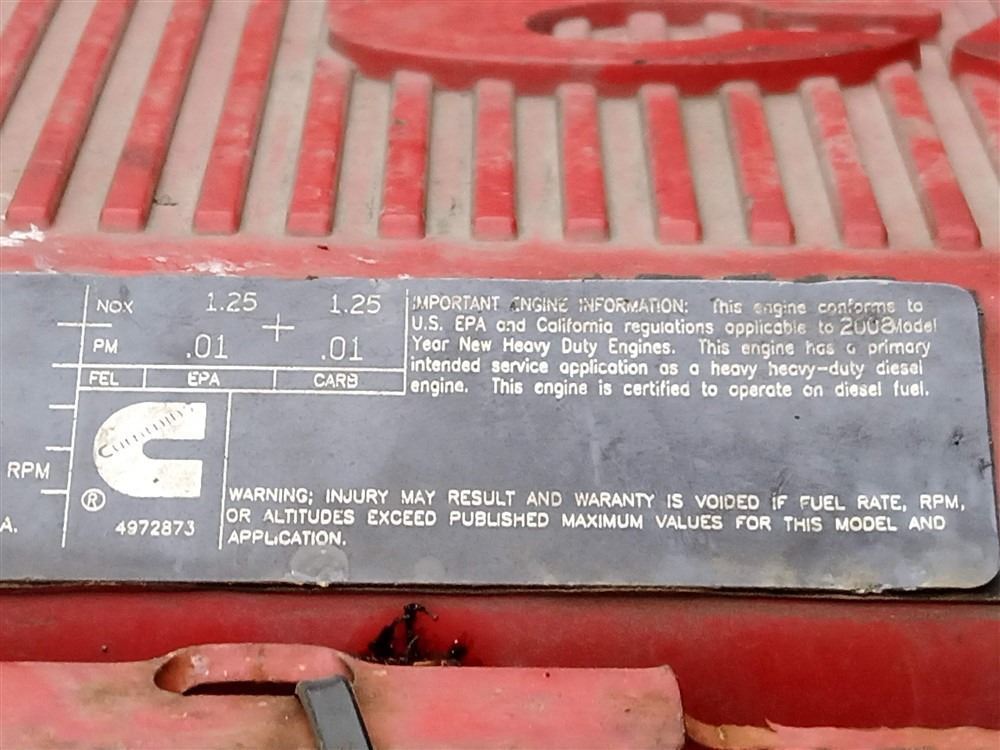 NOX 1.25 1.25
PM .01 .01
FEL EPA CARB
IMPORTANT ENGINE INFORMATION: This engine conforms to
U.S. EPA and California regulations applicable to 2008 Model
Year New Heavy Duty Engines. This engine has a primary
intended service application as a heavy heavy-duty diesel
engine. This engine is certified to operate on diesel fuel.
RPM
A.
Cummins
®
4972873
WARNING; INJURY MAY RESULT AND WARANTY IS VOIDED IF FUEL RATE, RPM,
OR ALTITUDES EXCEED PUBLISHED MAXIMUM VALUES FOR THIS MODEL AND
APPLICATION.